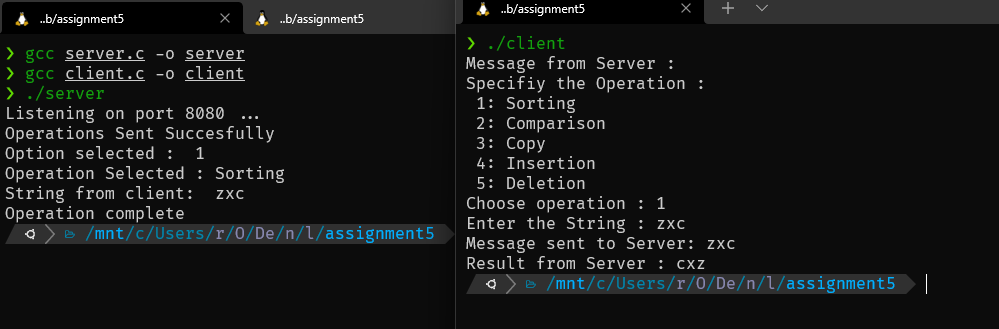 ..b/assignment5
..b/assignment5
❯ gcc server.c -o server
❯ gcc client.c -o client
❯ ./server
Listening on port 8080 ...
Operations Sent Succesfully
Option selected :  1
Operation Selected : Sorting
String from client:  zxc
Operation complete
/mnt/c/Users/r/O/De/n/l/assignment5
..b/assignment5
❯ ./client
Message from Server :
Specifiy the Operation :
1: Sorting
2: Comparison
3: Copy
4: Insertion
5: Deletion
Choose operation : 1
Enter the String : zxc
Message sent to Server: zxc
Result from Server : cxz
/mnt/c/Users/r/O/De/n/l/assignment5